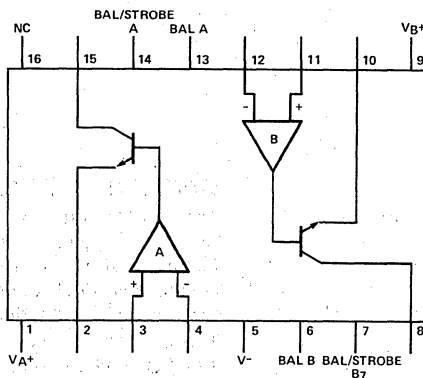 BAL/STROBE
NC A BAL A VB+
16 15 14 13 12 11 10 9
- +
B
A
+ -
1 2 3 4 5 6 7 8
VA+ V- BAL B BAL/STROBE
B